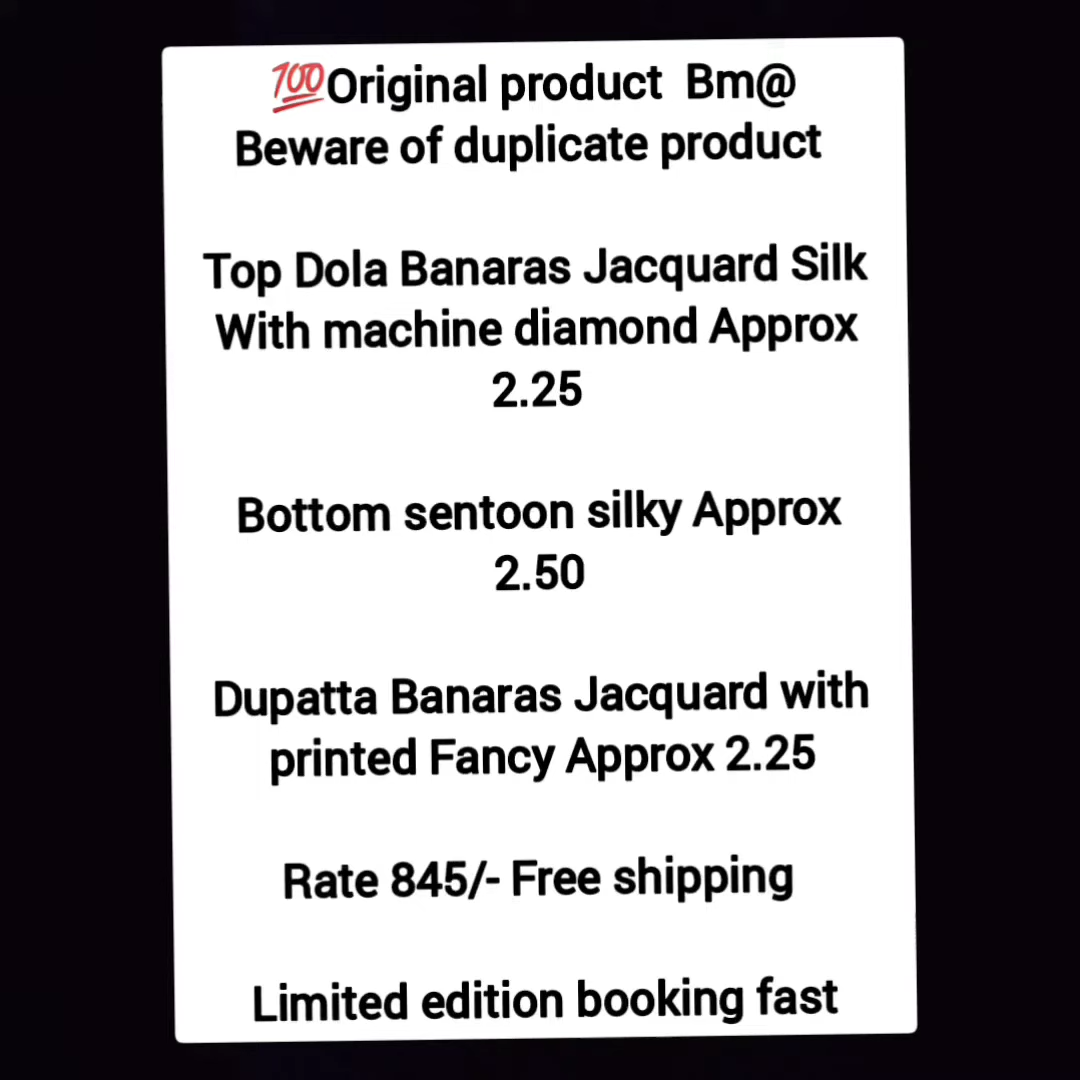 💯Original product Bm@
Beware of duplicate product
Top Dola Banaras Jacquard Silk
With machine diamond Approx
2.25
Bottom sentoon silky Approx
2.50
Dupatta Banaras Jacquard with
printed Fancy Approx 2.25
Rate 845/- Free shipping
Limited edition booking fast